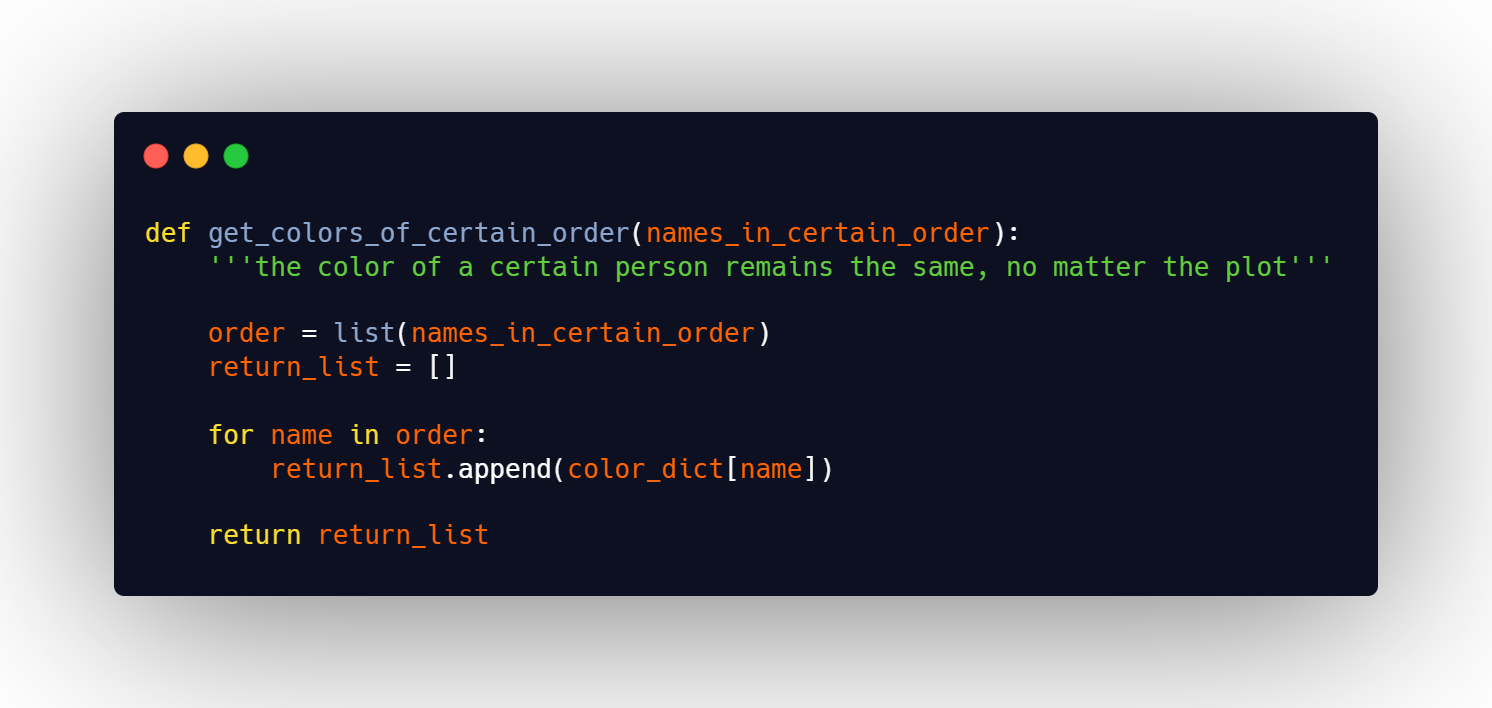 def get_colors_of_certain_order(names_in_certain_order):
    '''the color of a certain person remains the same, no matter the plot'''

    order = list(names_in_certain_order)
    return_list = []

    for name in order:
        return_list.append(color_dict[name])

    return return_list